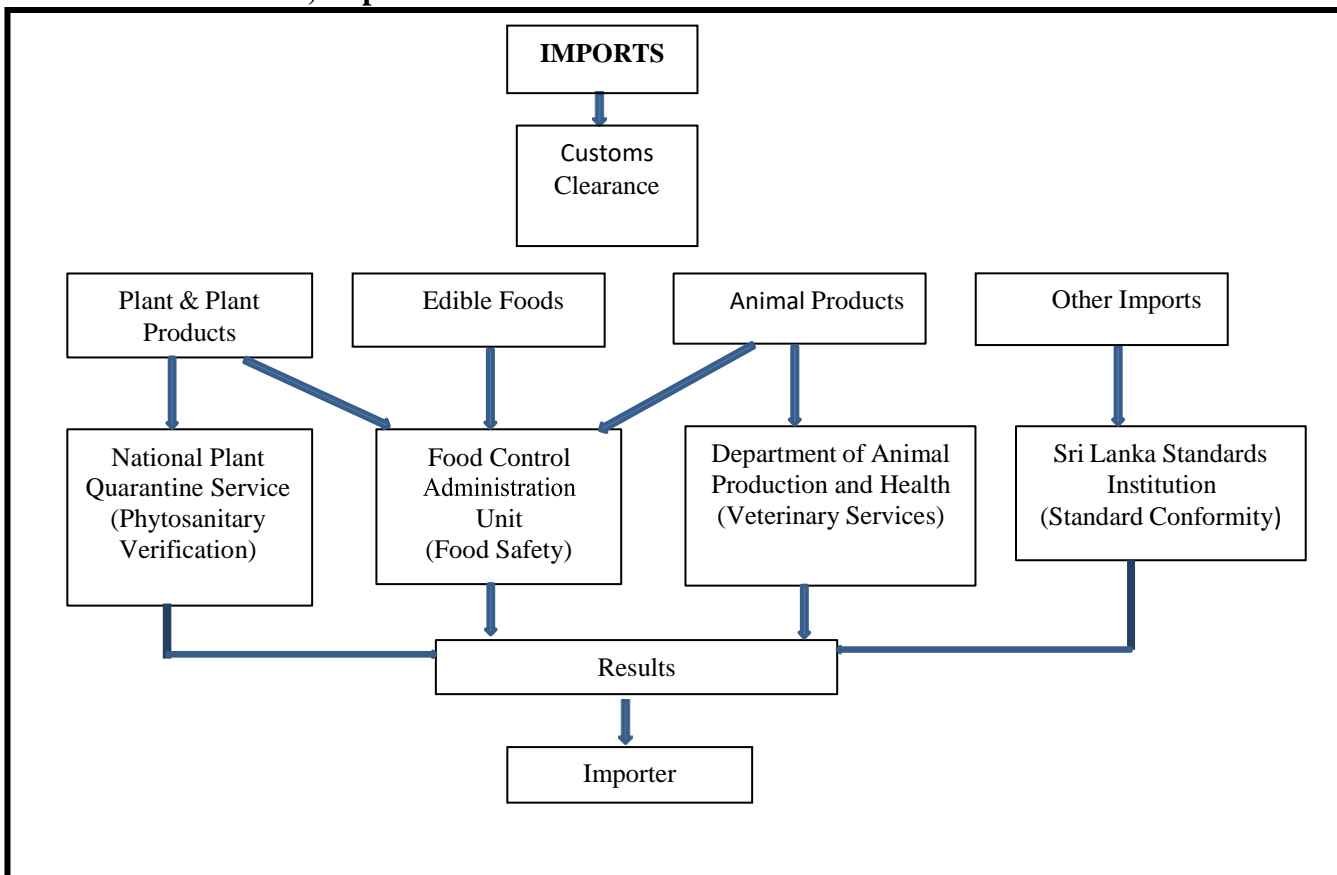 IMPORTS
Customs
Clearance
Plant & Plant
Products
Edible Foods
Animal Products
Other Imports
National Plant
Quarantine Service
(Phytosanitary
Verification)
Food Control
Administration
Unit
(Food Safety)
Department of Animal
Production and Health
(Veterinary Services)
Sri Lanka Standards
Institution
(Standard Conformity)
Results
Importer